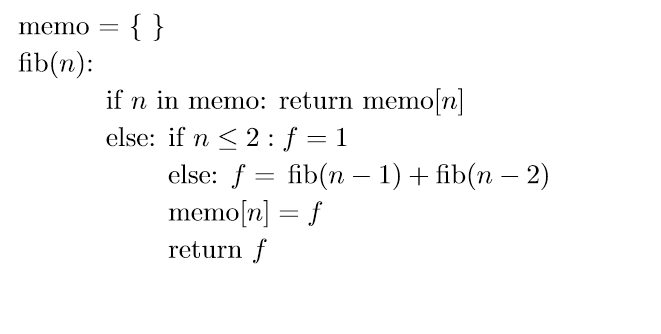 memo = { }
fib(n):
if n in memo: return memo[n]
else: if n ≤ 2 : f = 1
else: f = fib(n − 1) + fib(n − 2)
memo[n] = f
return f